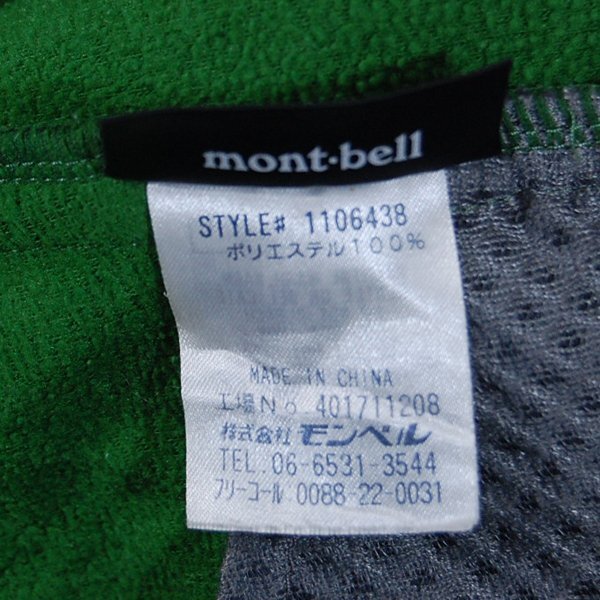 mont·bell
STYLE# 1106438
ポリエステル100%
MADE IN CHINA
工場No.401711208
株式会社 モンベル
TEL.06-6531-3544
フリーコール 0088-22-0031